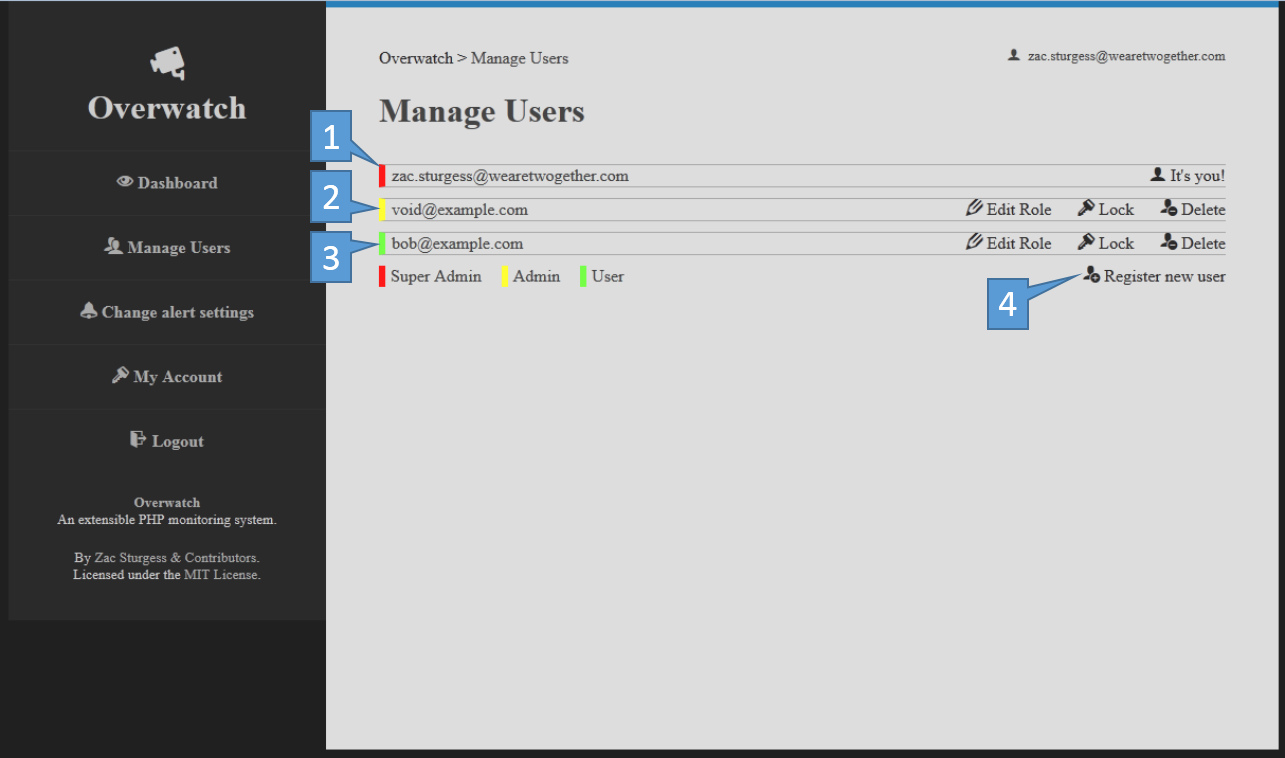 Overwatch
Dashboard
Manage Users
Change alert settings
My Account
Logout
Overwatch
An extensible PHP monitoring system.
By Zac Sturgess & Contributors.
Licensed under the MIT License.
Overwatch > Manage Users
zac.sturgess@wearetwogether.com
Manage Users
1
zac.sturgess@wearetwogether.com It's you!
2
void@example.com Edit Role Lock Delete
3
bob@example.com Edit Role Lock Delete
Super Admin Admin User Register new user
4